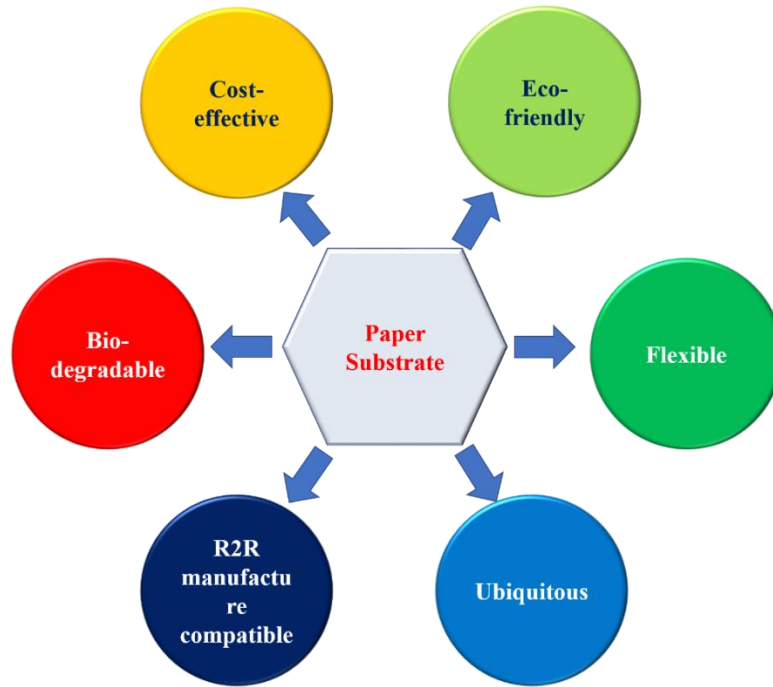 Cost-
effective
Eco-
friendly
Bio-
degradable
Paper
Substrate
Flexible
R2R
manufactu
re
compatible
Ubiquitous